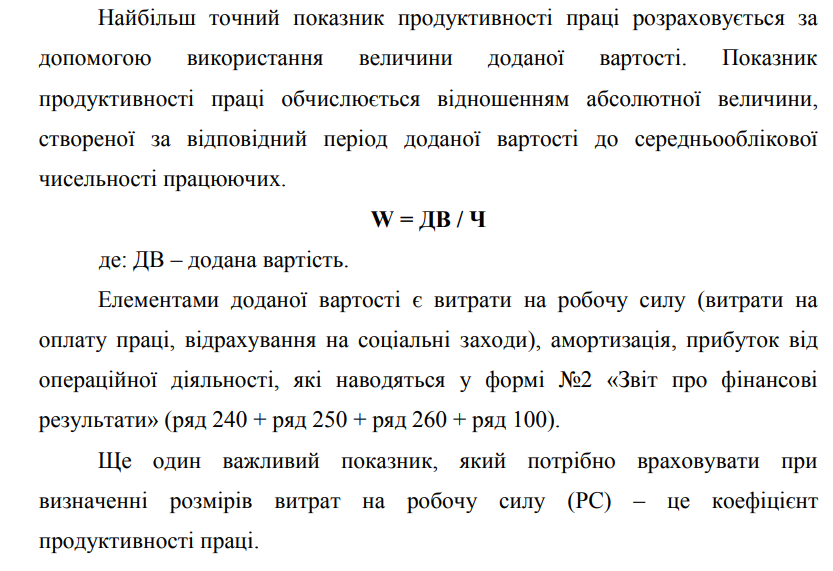 Найбільш точний показник продуктивності праці розраховується за
допомогою використання величини доданої вартості. Показник
продуктивності праці обчислюється відношенням абсолютної величини,
створеної за відповідний період доданої вартості до середньооблікової
чисельності працюючих.
W = ДВ / Ч
де: ДВ – додана вартість.
Елементами доданої вартості є витрати на робочу силу (витрати на
оплату праці, відрахування на соціальні заходи), амортизація, прибуток від
операційної діяльності, які наводяться у формі №2 «Звіт про фінансові
результати» (ряд 240 + ряд 250 + ряд 260 + ряд 100).
Ще один важливий показник, який потрібно враховувати при
визначенні розмірів витрат на робочу силу (РС) – це коефіцієнт
продуктивності праці.